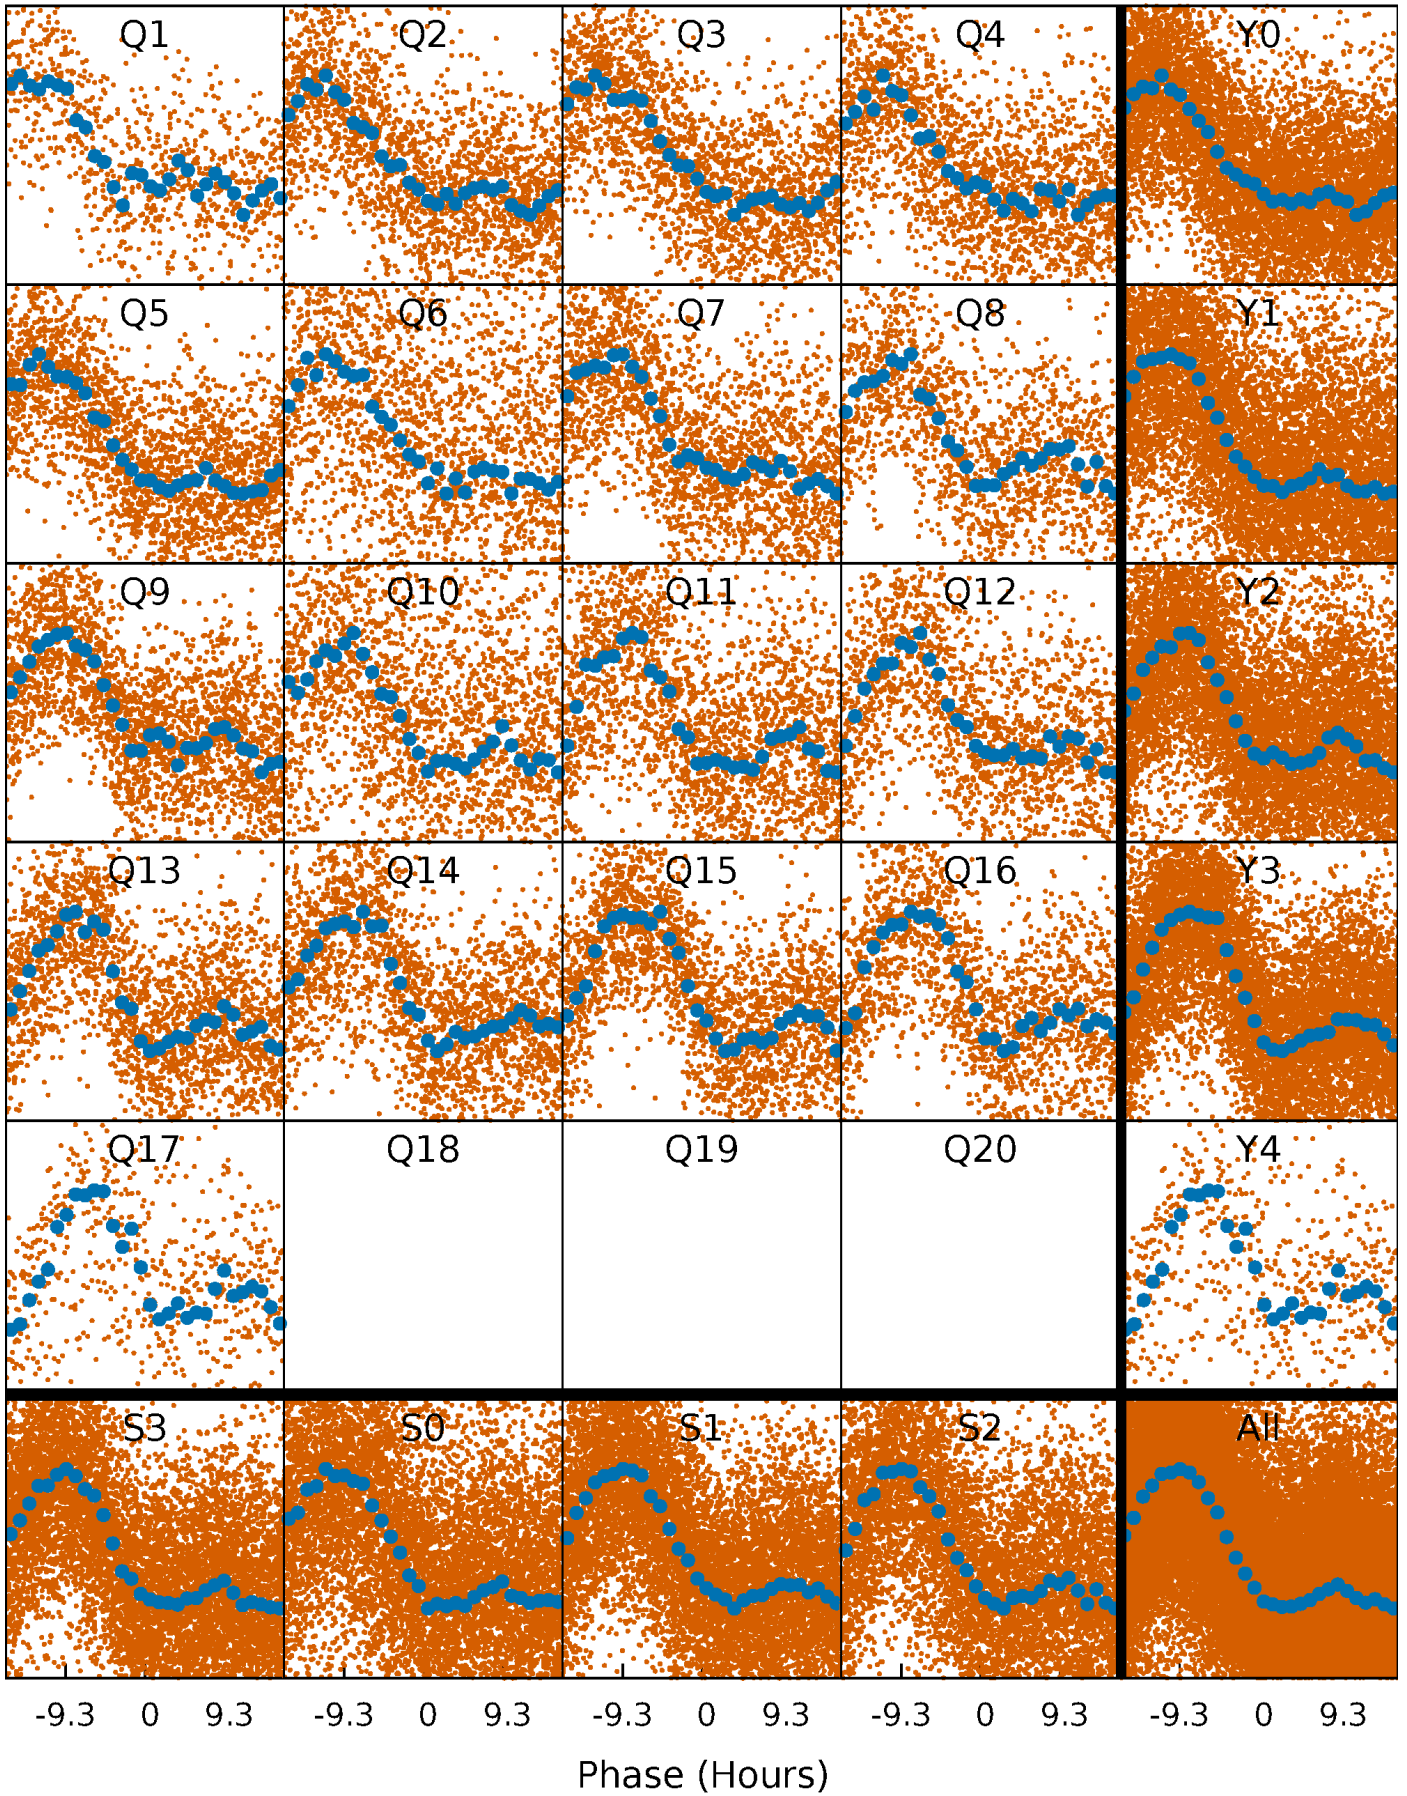 Q1 Q2 Q3 Q4 Y0
Q5 Q6 Q7 Q8 Y1
Q9 Q10 Q11 Q12 Y2
Q13 Q14 Q15 Q16 Y3
Q17 Q18 Q19 Q20 Y4
S3 S0 S1 S2 All
-9.3 0 9.3 -9.3 0 9.3 -9.3 0 9.3 -9.3 0 9.3 -9.3 0 9.3
Phase (Hours)